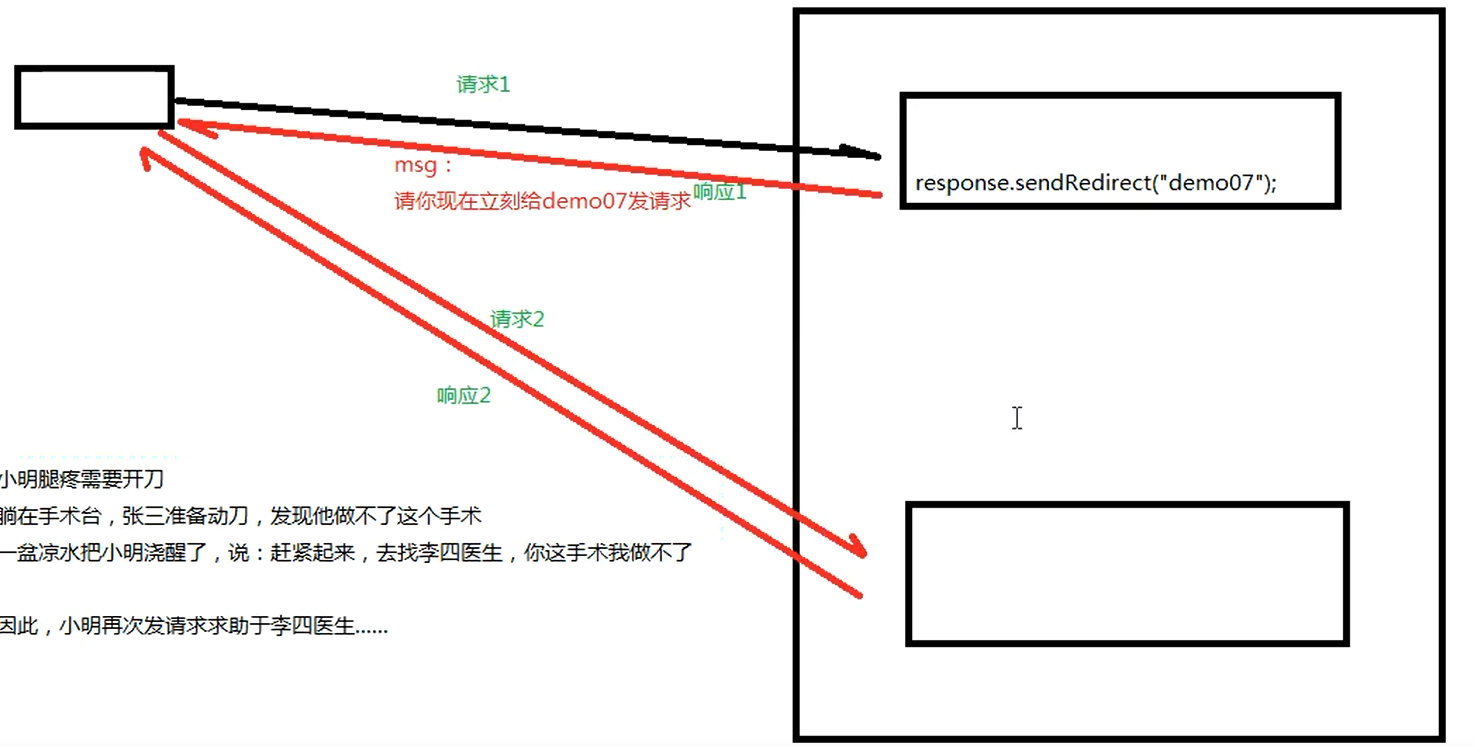 请求1
msg：
response.sendRedirect("demo07");
请你现在立刻给demo07发请求
响应1
请求2
响应2
小明腿疼需要开刀
躺在手术台，张三准备动刀，发现他做不了这个手术
一盆凉水把小明浇醒了，说：赶紧起来，去找李四医生，你这手术我做不了
因此，小明再次发请求求助于李四医生......